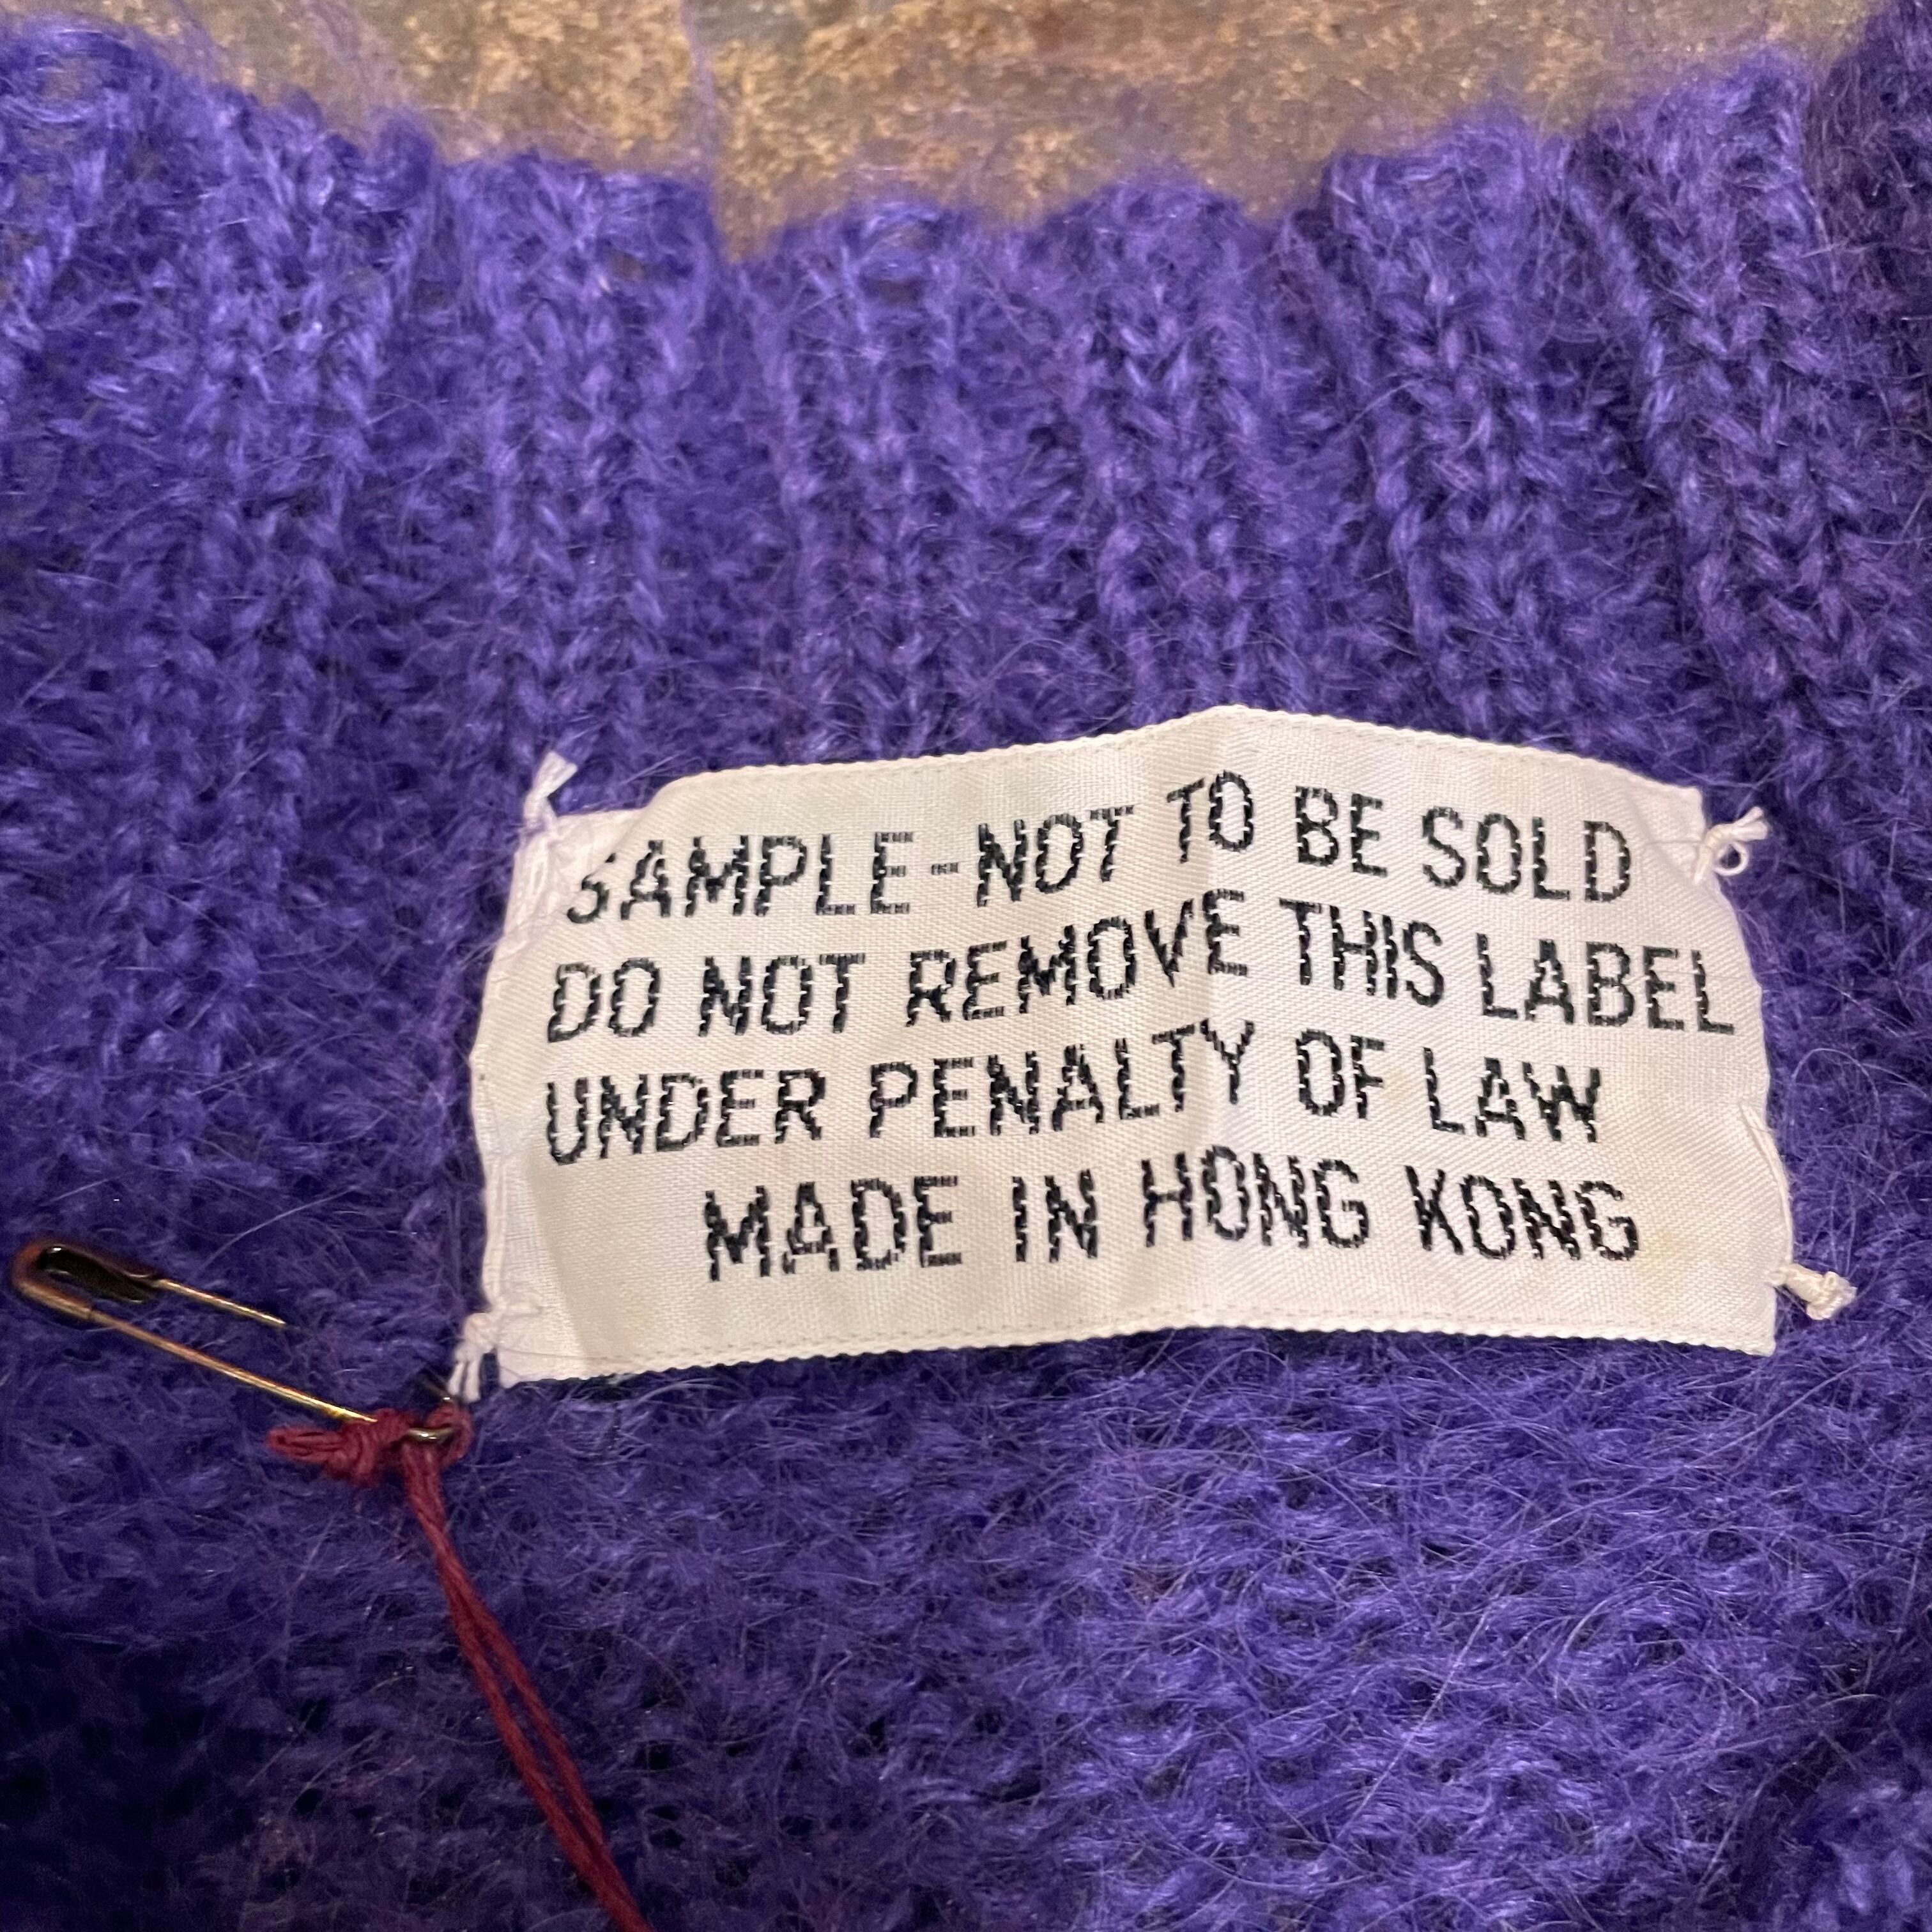 SAMPLE-NOT TO BE SOLD
DO NOT REMOVE THIS LABEL
UNDER PENALTY OF LAW
MADE IN HONG KONG